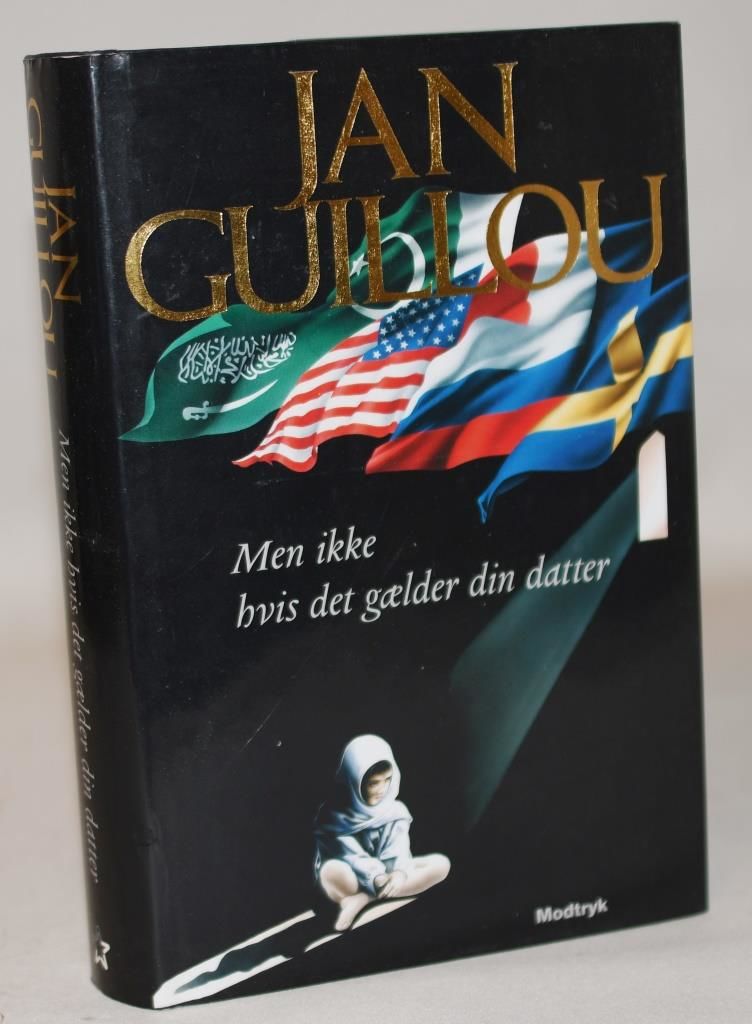 JAN
GUILLOU
Men ikke
hvis det gælder din datter
Modtryk
JAN GUILLOU
Men ikke hvis det gælder din datter